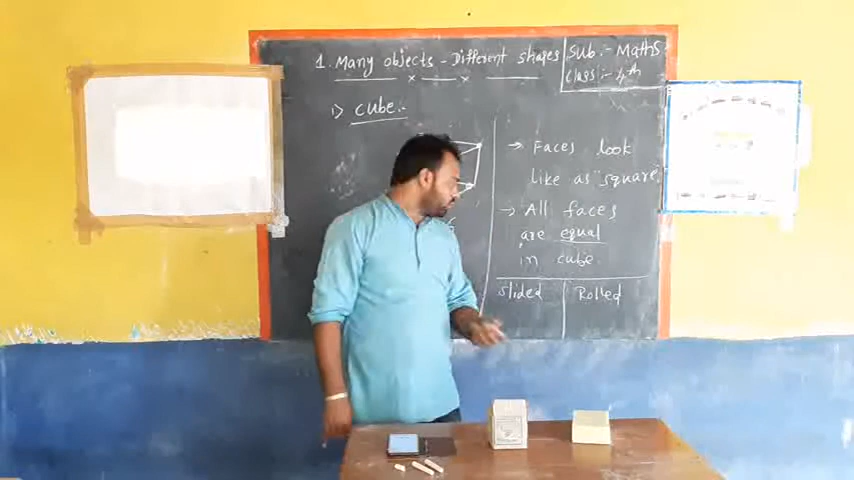 1. Many objects - Different shapes
Sub :- Maths
Class :- 4th
1) cube :-
→ Faces look
like as "square"
→ All faces
are equal
in cube.
Slided
Rolled